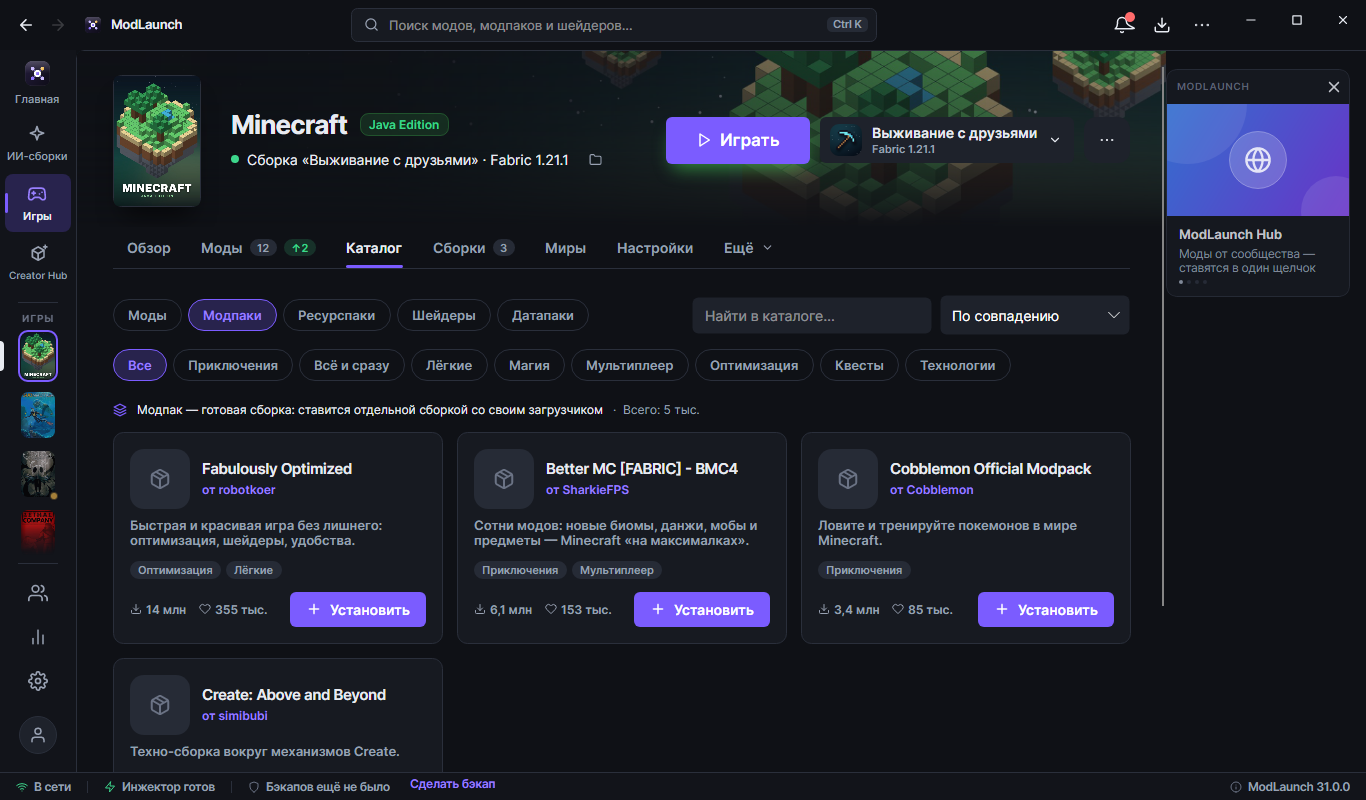 ModLaunch
Поиск модов, модпаков и шейдеров...
Ctrl K
Главная
ИИ-сборки
Игры
Creator Hub
ИГРЫ
MINECRAFT
Minecraft
Java Edition
Сборка «Выживание с друзьями» · Fabric 1.21.1
Играть
Выживание с друзьями
Fabric 1.21.1
MODLAUNCH
ModLaunch Hub
Моды от сообщества —
ставятся в один щелчок
Обзор
Моды 12 ↑2
Каталог
Сборки 3
Миры
Настройки
Ещё
Моды
Модпаки
Ресурспаки
Шейдеры
Датапаки
Найти в каталоге...
По совпадению
Все
Приключения
Всё и сразу
Лёгкие
Магия
Мультиплеер
Оптимизация
Квесты
Технологии
Модпак — готовая сборка: ставится отдельной сборкой со своим загрузчиком · Всего: 5 тыс.
Fabulously Optimized
от robotkoer
Быстрая и красивая игра без лишнего:
оптимизация, шейдеры, удобства.
Оптимизация
Лёгкие
14 млн
355 тыс.
Установить
Better MC [FABRIC] - BMC4
от SharkieFPS
Сотни модов: новые биомы, данжи, мобы и
предметы — Minecraft «на максималках».
Приключения
Мультиплеер
6,1 млн
153 тыс.
Установить
Cobblemon Official Modpack
от Cobblemon
Ловите и тренируйте покемонов в мире
Minecraft.
Приключения
3,4 млн
85 тыс.
Установить
Create: Above and Beyond
от simibubi
Техно-сборка вокруг механизмов Create.
В сети
Инжектор готов
Бэкапов ещё не было
Сделать бэкап
ModLaunch 31.0.0